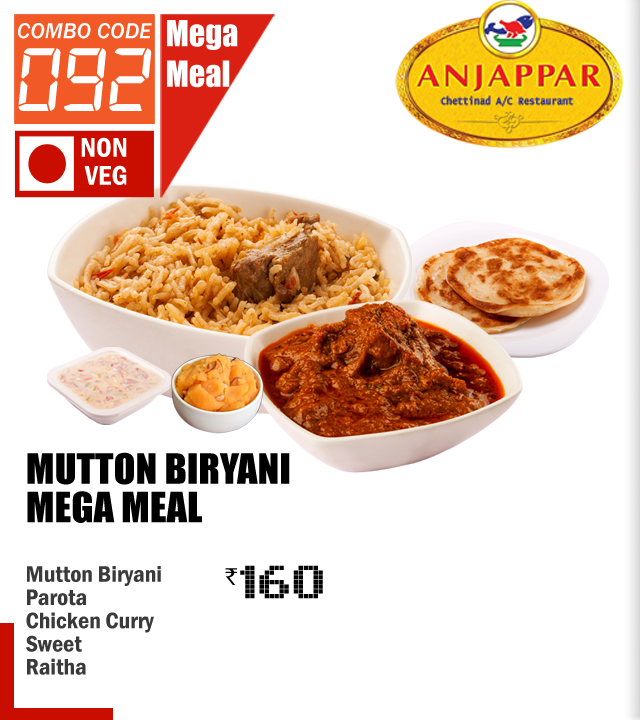 COMBO CODE
092
Mega
Meal
NON
VEG
ANJAPPAR
Chettinad A/C Restaurant
MUTTON BIRYANI
MEGA MEAL
Mutton Biryani
Parota
Chicken Curry
Sweet
Raitha
₹160